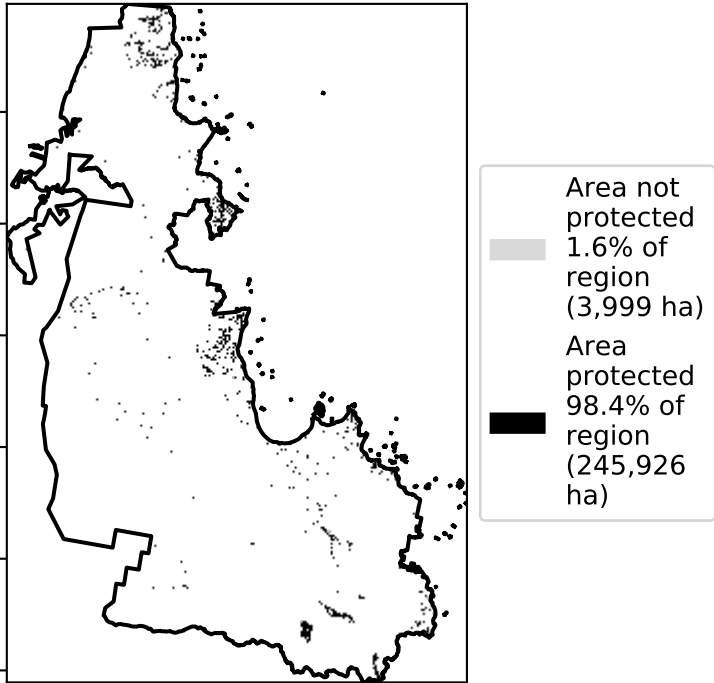 Area not
protected
1.6% of
region
(3,999 ha)
Area
protected
98.4% of
region
(245,926
ha)